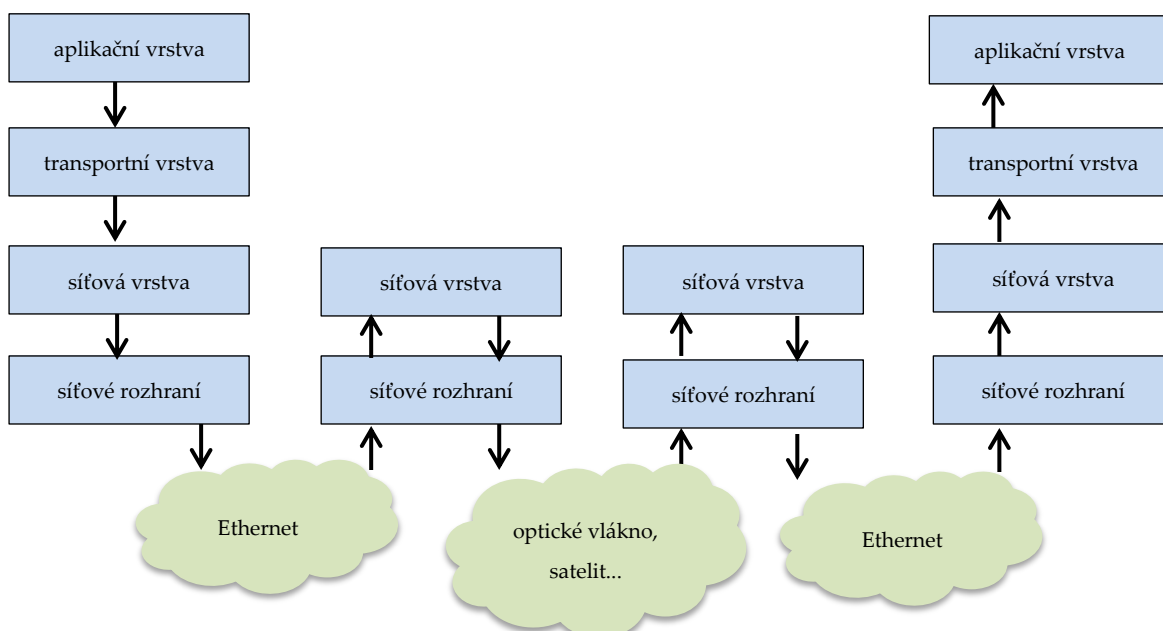 aplikační vrstva
aplikační vrstva
transportní vrstva
transportní vrstva
síťová vrstva
síťová vrstva
síťová vrstva
síťová vrstva
síťové rozhraní
síťové rozhraní
síťové rozhraní
síťové rozhraní
Ethernet
optické vlákno,
satelit...
Ethernet